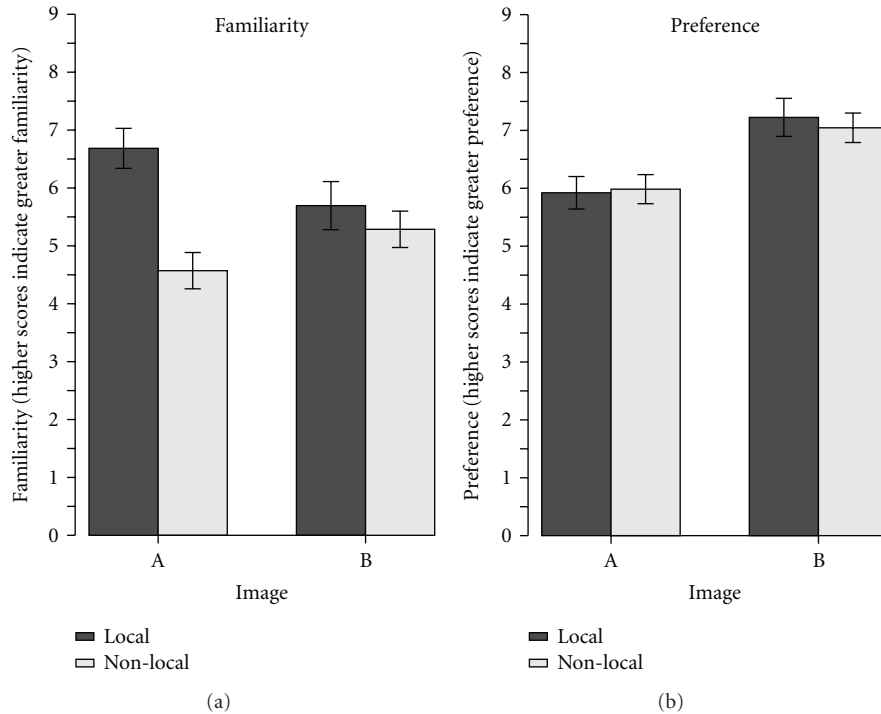 Familiarity
Familiarity (higher scores indicate greater familiarity)
9
8
7
6
5
4
3
2
1
0
A
B
Image
Local
Non-local
(a)
Preference
Preference (higher scores indicate greater preference)
9
8
7
6
5
4
3
2
1
0
A
B
Image
Local
Non-local
(b)